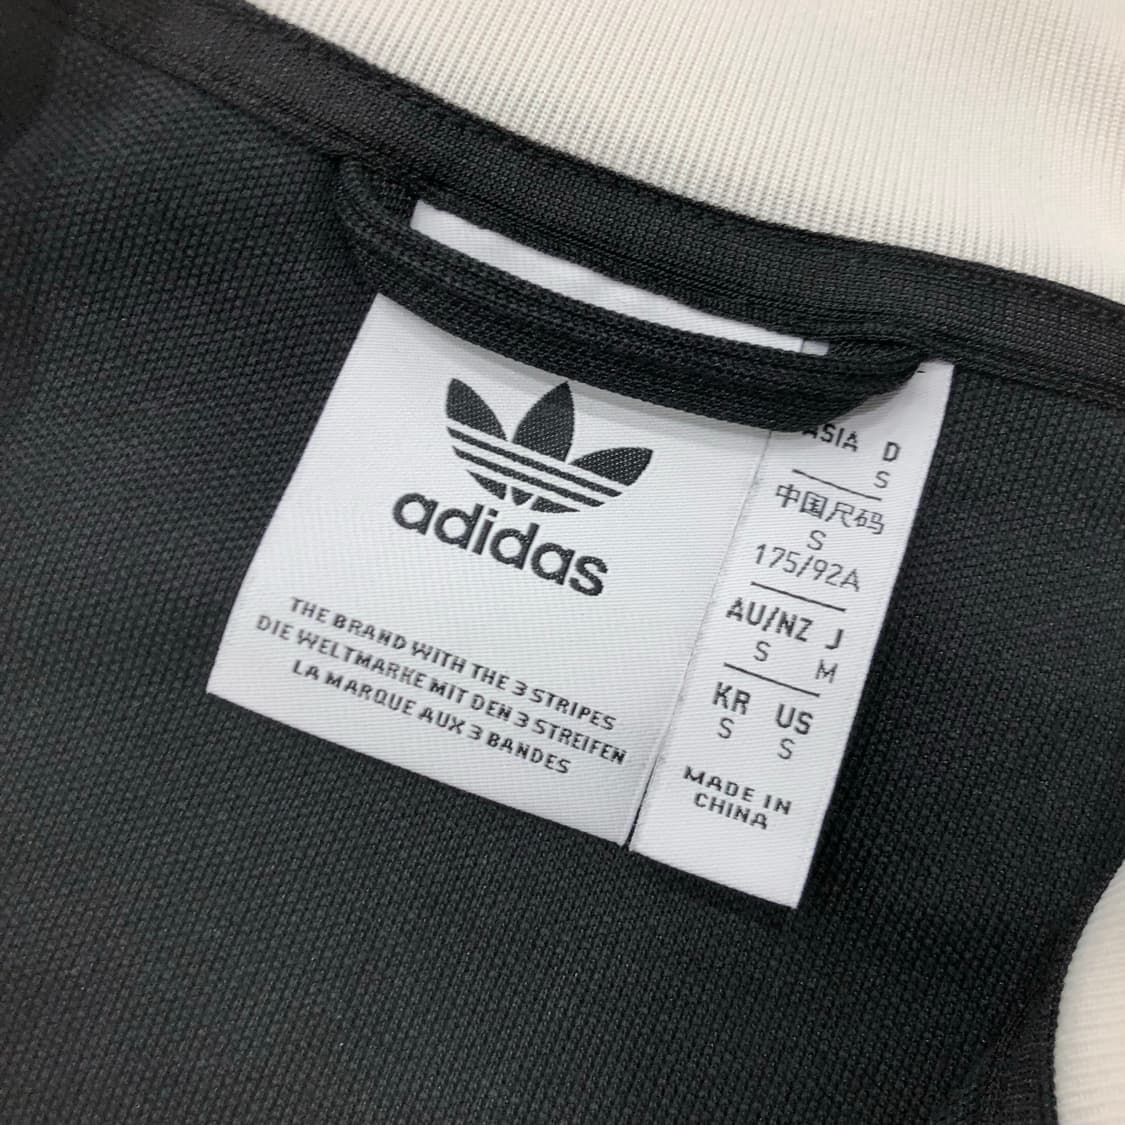 adidas
THE BRAND WITH THE 3 STRIPES
DIE WELTMARKE MIT DEN 3 STREIFEN
LA MARQUE AUX 3 BANDES
ASIA D
S
中国尺码
S
175/92A
AU/NZ J
S M
KR US
S S
MADE IN
CHINA